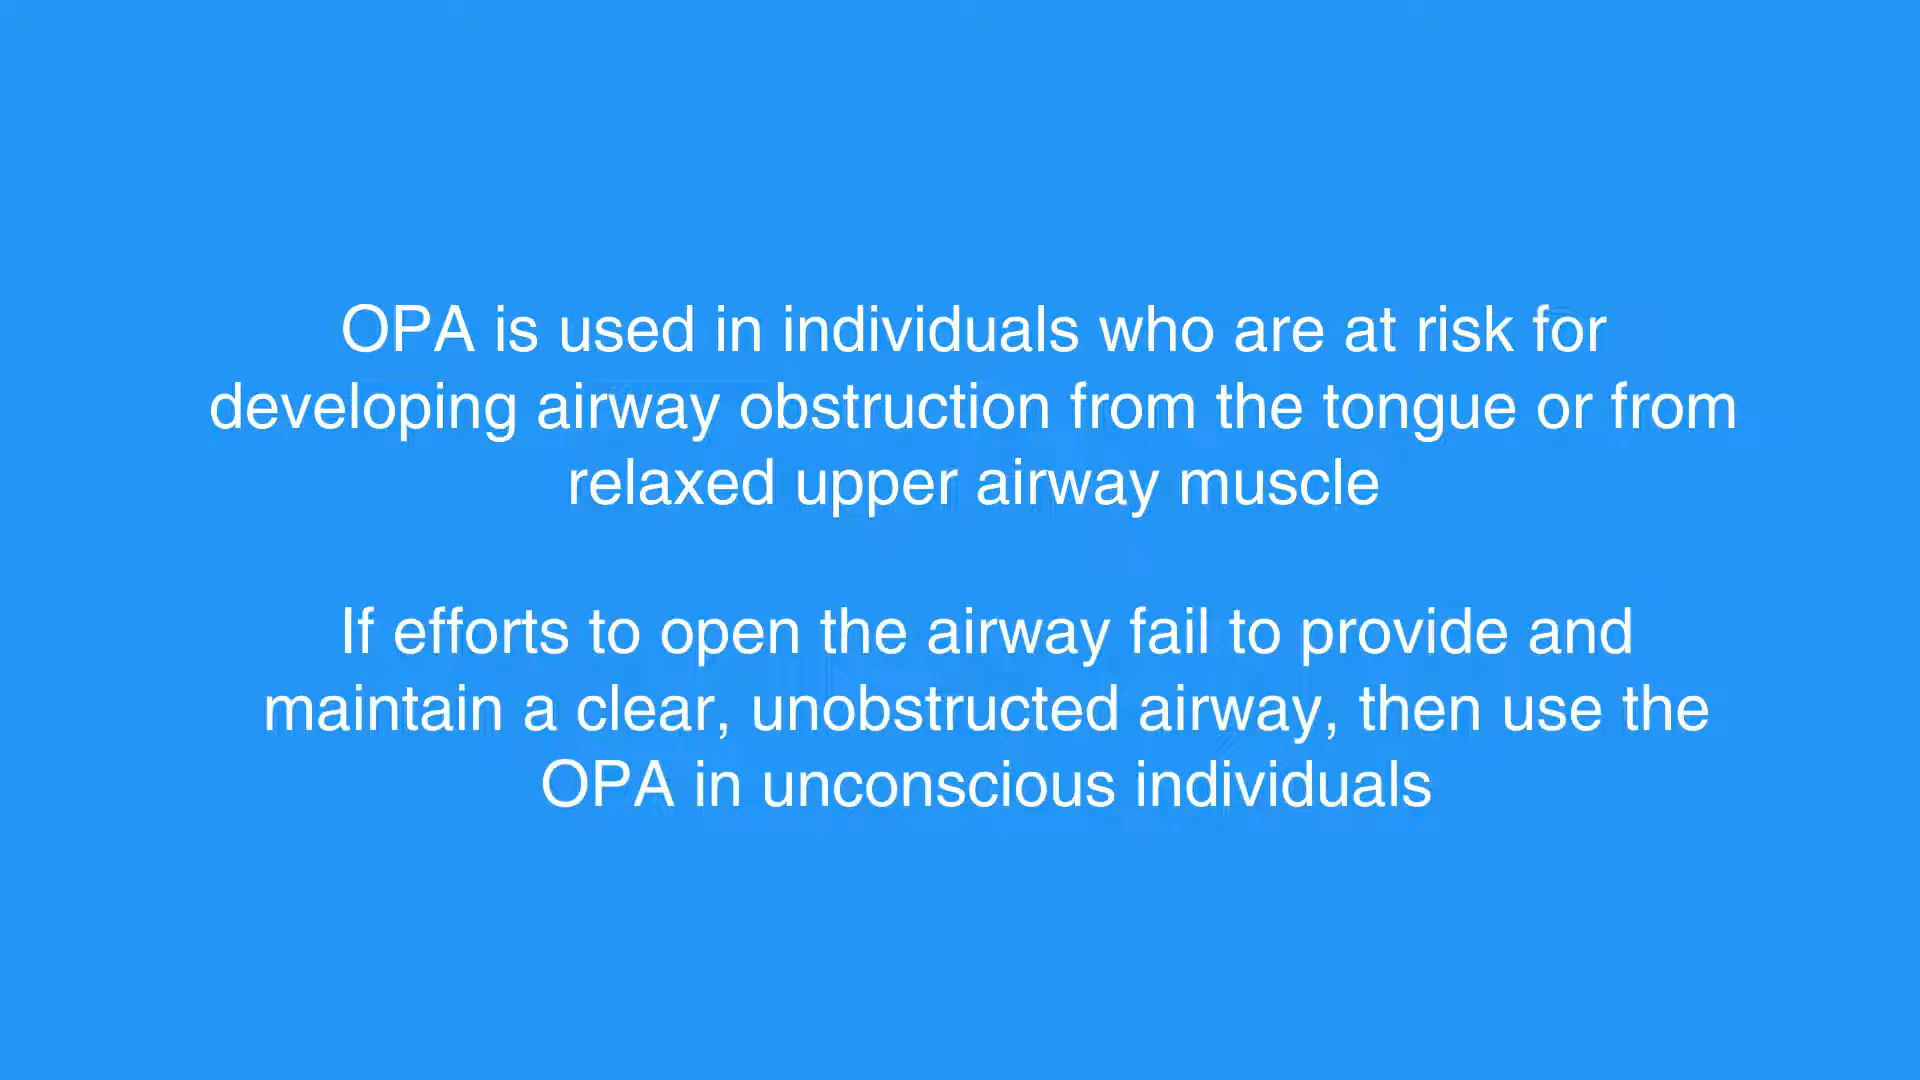 OPA is used in individuals who are at risk for
developing airway obstruction from the tongue or from
relaxed upper airway muscle
If efforts to open the airway fail to provide and
maintain a clear, unobstructed airway, then use the
OPA in unconscious individuals